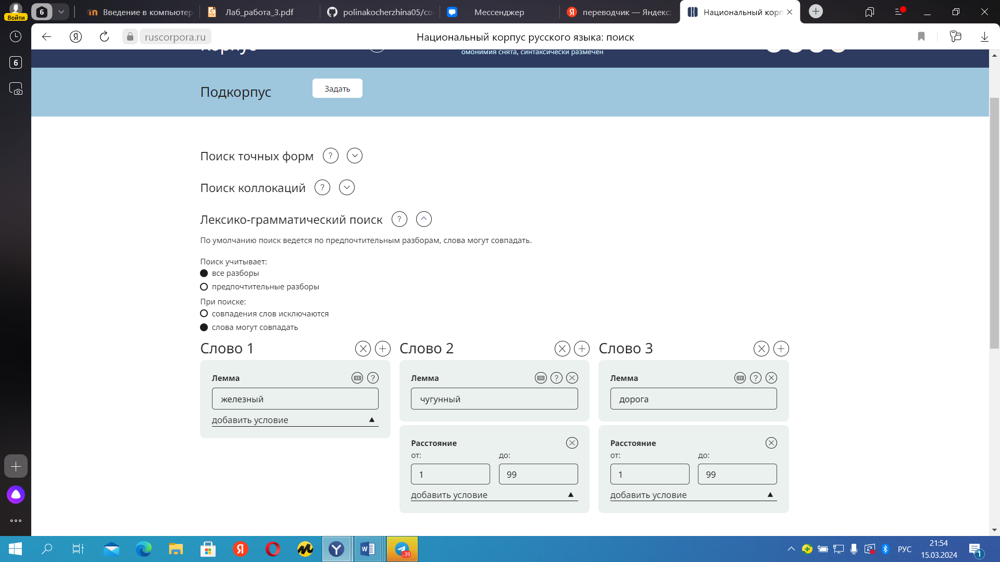 Войти
6
Введение в компьютер
Лаб_работа_3.pdf
polinakocherzhina05/co
Мессенджер
Я переводчик — Яндекс:
Национальный корп
Я
ruscorpora.ru
Национальный корпус русского языка: поиск
6
Корпус
омонимия снята, синтаксически размечен
Подкорпус
Задать
Поиск точных форм ?
Поиск коллокаций ?
Лексико-грамматический поиск ?
По умолчанию поиск ведется по предпочтительным разборам, слова могут совпадать.
Поиск учитывает:
все разборы
предпочтительные разборы
При поиске:
совпадения слов исключаются
слова могут совпадать
Слово 1
Слово 2
Слово 3
Лемма ?
Лемма ?
Лемма ?
железный
чугунный
дорога
добавить условие
Расстояние
Расстояние
от: до:
от: до:
1 99
1 99
добавить условие
добавить условие
Я
Y
W
..39
РУС
21:54
15.03.2024
1